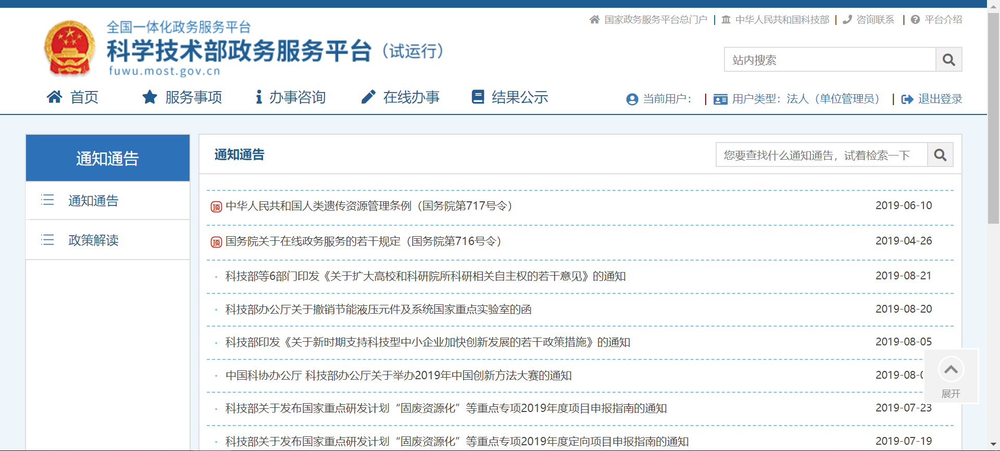 国家政务服务平台总门户 | 中华人民共和国科技部 | 咨询联系 | 平台介绍
全国一体化政务服务平台
科学技术部政务服务平台（试运行）
fuwu.most.gov.cn
站内搜索
首页 服务事项 办事咨询 在线办事 结果公示
当前用户： | 用户类型：法人（单位管理员） | 退出登录
通知通告
通知通告
政策解读
通知通告
您要查找什么通知通告，试着检索一下
顶 中华人民共和国人类遗传资源管理条例（国务院第717号令） 2019-06-10
顶 国务院关于在线政务服务的若干规定（国务院第716号令） 2019-04-26
· 科技部等6部门印发《关于扩大高校和科研院所科研相关自主权的若干意见》的通知 2019-08-21
· 科技部办公厅关于撤销节能液压元件及系统国家重点实验室的函 2019-08-20
· 科技部印发《关于新时期支持科技型中小企业加快创新发展的若干政策措施》的通知 2019-08-05
· 中国科协办公厅 科技部办公厅关于举办2019年中国创新方法大赛的通知 2019-08-
· 科技部关于发布国家重点研发计划“固废资源化”等重点专项2019年度项目申报指南的通知 2019-07-23
· 科技部关于发布国家重点研发计划“固废资源化”等重点专项2019年度定向项目申报指南的通知 2019-07-19
展开